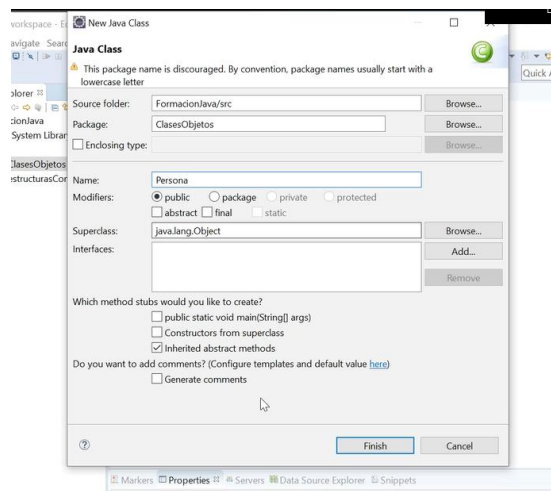 workspace - Ec
New Java Class
avigate Searc
Java Class
This package name is discouraged. By convention, package names usually start with a
lowercase letter
Quick A
plorer
Source folder: FormacionJava/src Browse...
cionJava
Package: ClasesObjetos Browse...
System Librar
Enclosing type: Browse...
ClasesObjetos
estructurasCor
Name: Persona
Modifiers: public package private protected
abstract final static
Superclass: java.lang.Object Browse...
Interfaces: Add...
Remove
Which method stubs would you like to create?
public static void main(String[] args)
Constructors from superclass
Inherited abstract methods
Do you want to add comments? (Configure templates and default value here)
Generate comments
Finish Cancel
Markers Properties Servers Data Source Explorer Snippets